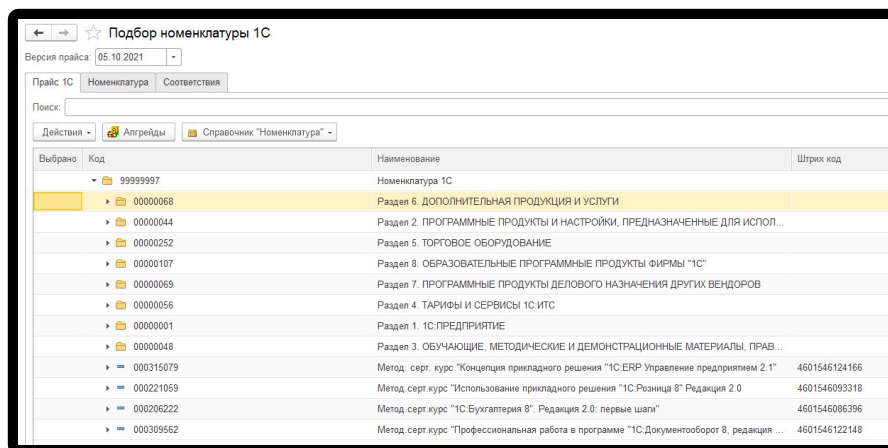 Подбор номенклатуры 1С
Версия прайса: 05.10.2021
Прайс 1С Номенклатура Соответствия
Поиск:
Действия Апгрейды Справочник "Номенклатура"
Выбрано Код Наименование Штрих код
99999997 Номенклатура 1С
00000068 Раздел 6. ДОПОЛНИТЕЛЬНАЯ ПРОДУКЦИЯ И УСЛУГИ
00000044 Раздел 2. ПРОГРАММНЫЕ ПРОДУКТЫ И НАСТРОЙКИ, ПРЕДНАЗНАЧЕННЫЕ ДЛЯ ИСПОЛ...
00000252 Раздел 5. ТОРГОВОЕ ОБОРУДОВАНИЕ
00000107 Раздел 8. ОБРАЗОВАТЕЛЬНЫЕ ПРОГРАММНЫЕ ПРОДУКТЫ ФИРМЫ "1С"
00000069 Раздел 7. ПРОГРАММНЫЕ ПРОДУКТЫ ДЕЛОВОГО НАЗНАЧЕНИЯ ДРУГИХ ВЕНДОРОВ
00000056 Раздел 4. ТАРИФЫ И СЕРВИСЫ 1С:ИТС
00000001 Раздел 1. 1С:ПРЕДПРИЯТИЕ
00000048 Раздел 3. ОБУЧАЮЩИЕ, МЕТОДИЧЕСКИЕ И ДЕМОНСТРАЦИОННЫЕ МАТЕРИАЛЫ, ПРАВ...
000315079 Метод. серт. курс "Концепция прикладного решения "1С:ERP Управление предприятием 2.1" 4601546124166
000221059 Метод.серт.курс "Использование прикладного решения "1С:Розница 8" Редакция 2.0 4601546093318
000206222 Метод.серт.курс "1С:Бухгалтерия 8". Редакция 2.0: первые шаги" 4601546086396
000309562 Метод.серт.курс "Профессиональная работа в программе "1С:Документооборот 8, редакция ... 4601546122148